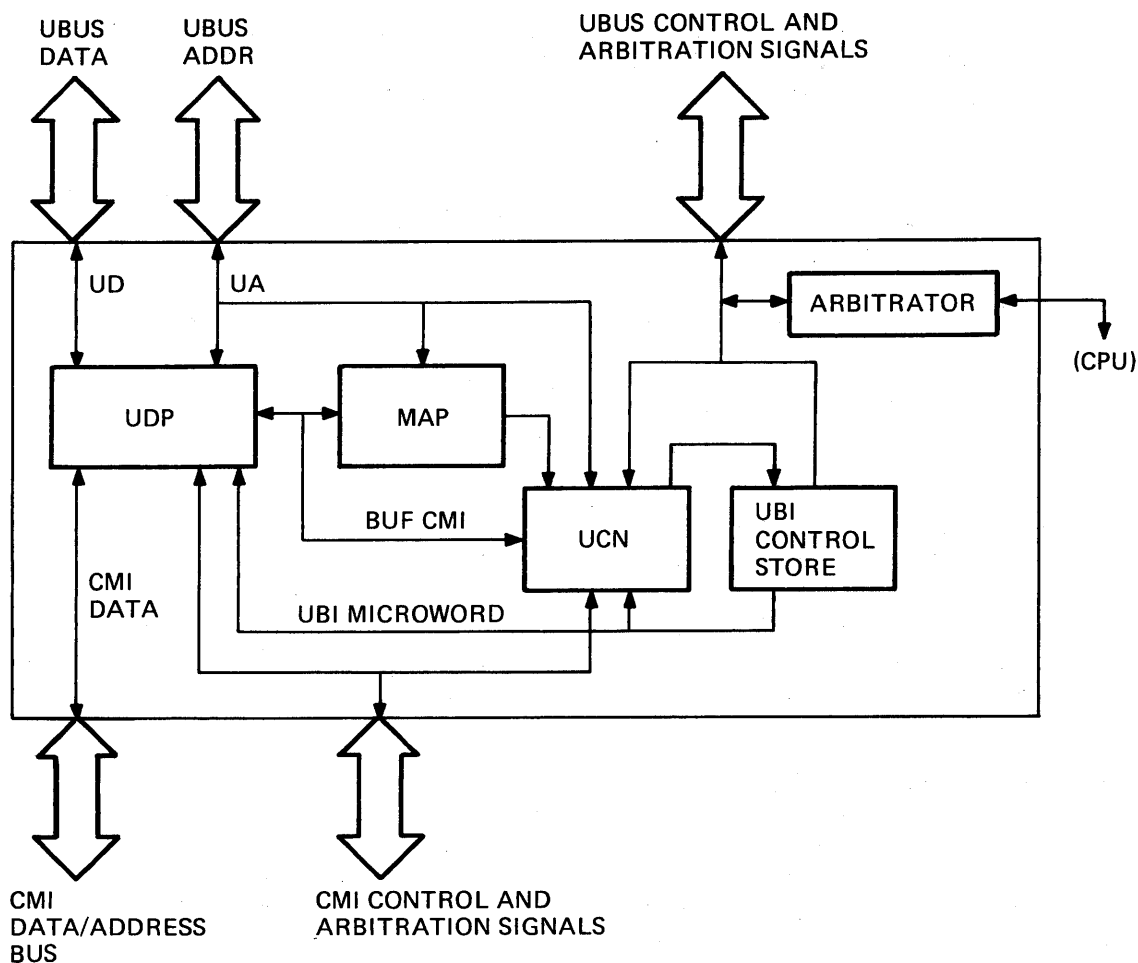 UBUS
DATA
UBUS
ADDR
UBUS CONTROL AND
ARBITRATION SIGNALS
UD
UA
ARBITRATOR
(CPU)
UDP
MAP
BUF CMI
UCN
UBI
CONTROL
STORE
CMI
DATA
UBI MICROWORD
CMI
DATA/ADDRESS
BUS
CMI CONTROL AND
ARBITRATION SIGNALS